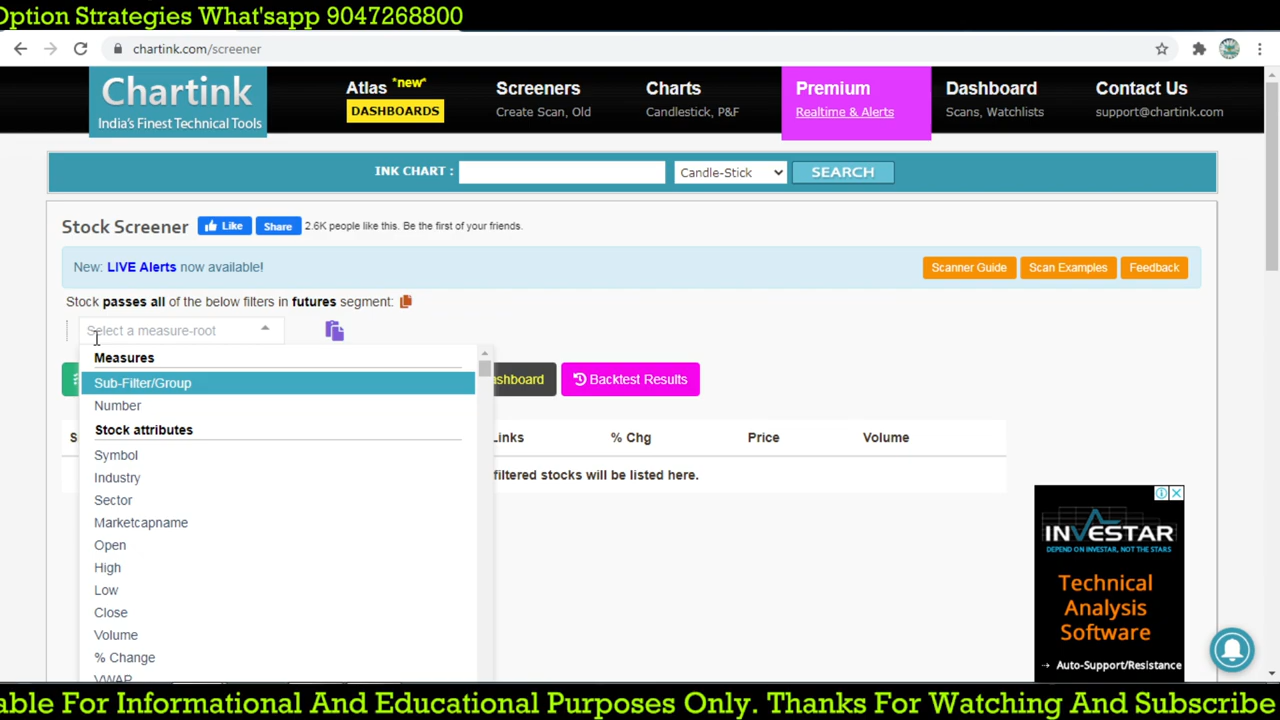 Option Strategies What'sapp 9047268800
chartink.com/screener
Chartink
India's Finest Technical Tools
Atlas *new*
DASHBOARDS
Screeners
Create Scan, Old
Charts
Candlestick, P&F
Premium
Realtime & Alerts
Dashboard
Scans, Watchlists
Contact Us
support@chartink.com
INK CHART :
Candle-Stick
SEARCH
Stock Screener
Like
Share
2.6K people like this. Be the first of your friends.
New: LIVE Alerts now available!
Scanner Guide
Scan Examples
Feedback
Stock passes all of the below filters in futures segment:
Select a measure-root
Measures
Sub-Filter/Group
Number
Stock attributes
Symbol
Industry
Sector
Marketcapname
Open
High
Low
Close
Volume
% Change
VWAP
shboard
Backtest Results
S
Links
% Chg
Price
Volume
filtered stocks will be listed here.
INVESTAR
DEPEND ON INVESTAR, NOT THE STARS
Technical
Analysis
Software
→ Auto-Support/Resistance
able For Informational And Educational Purposes Only. Thanks For Watching And Subscribe